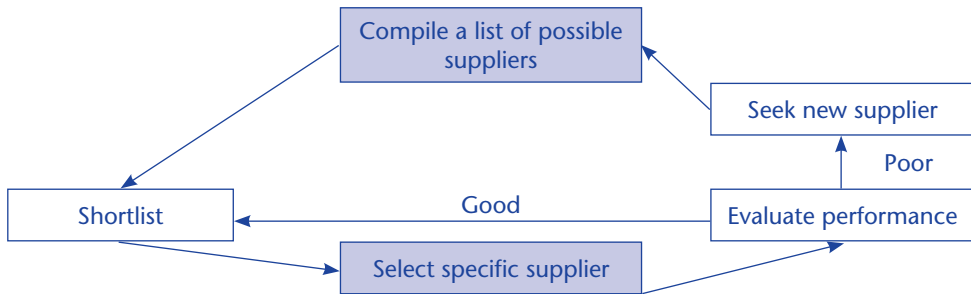 Compile a list of possible
suppliers
Seek new supplier
Poor
Good
Shortlist
Evaluate performance
Select specific supplier